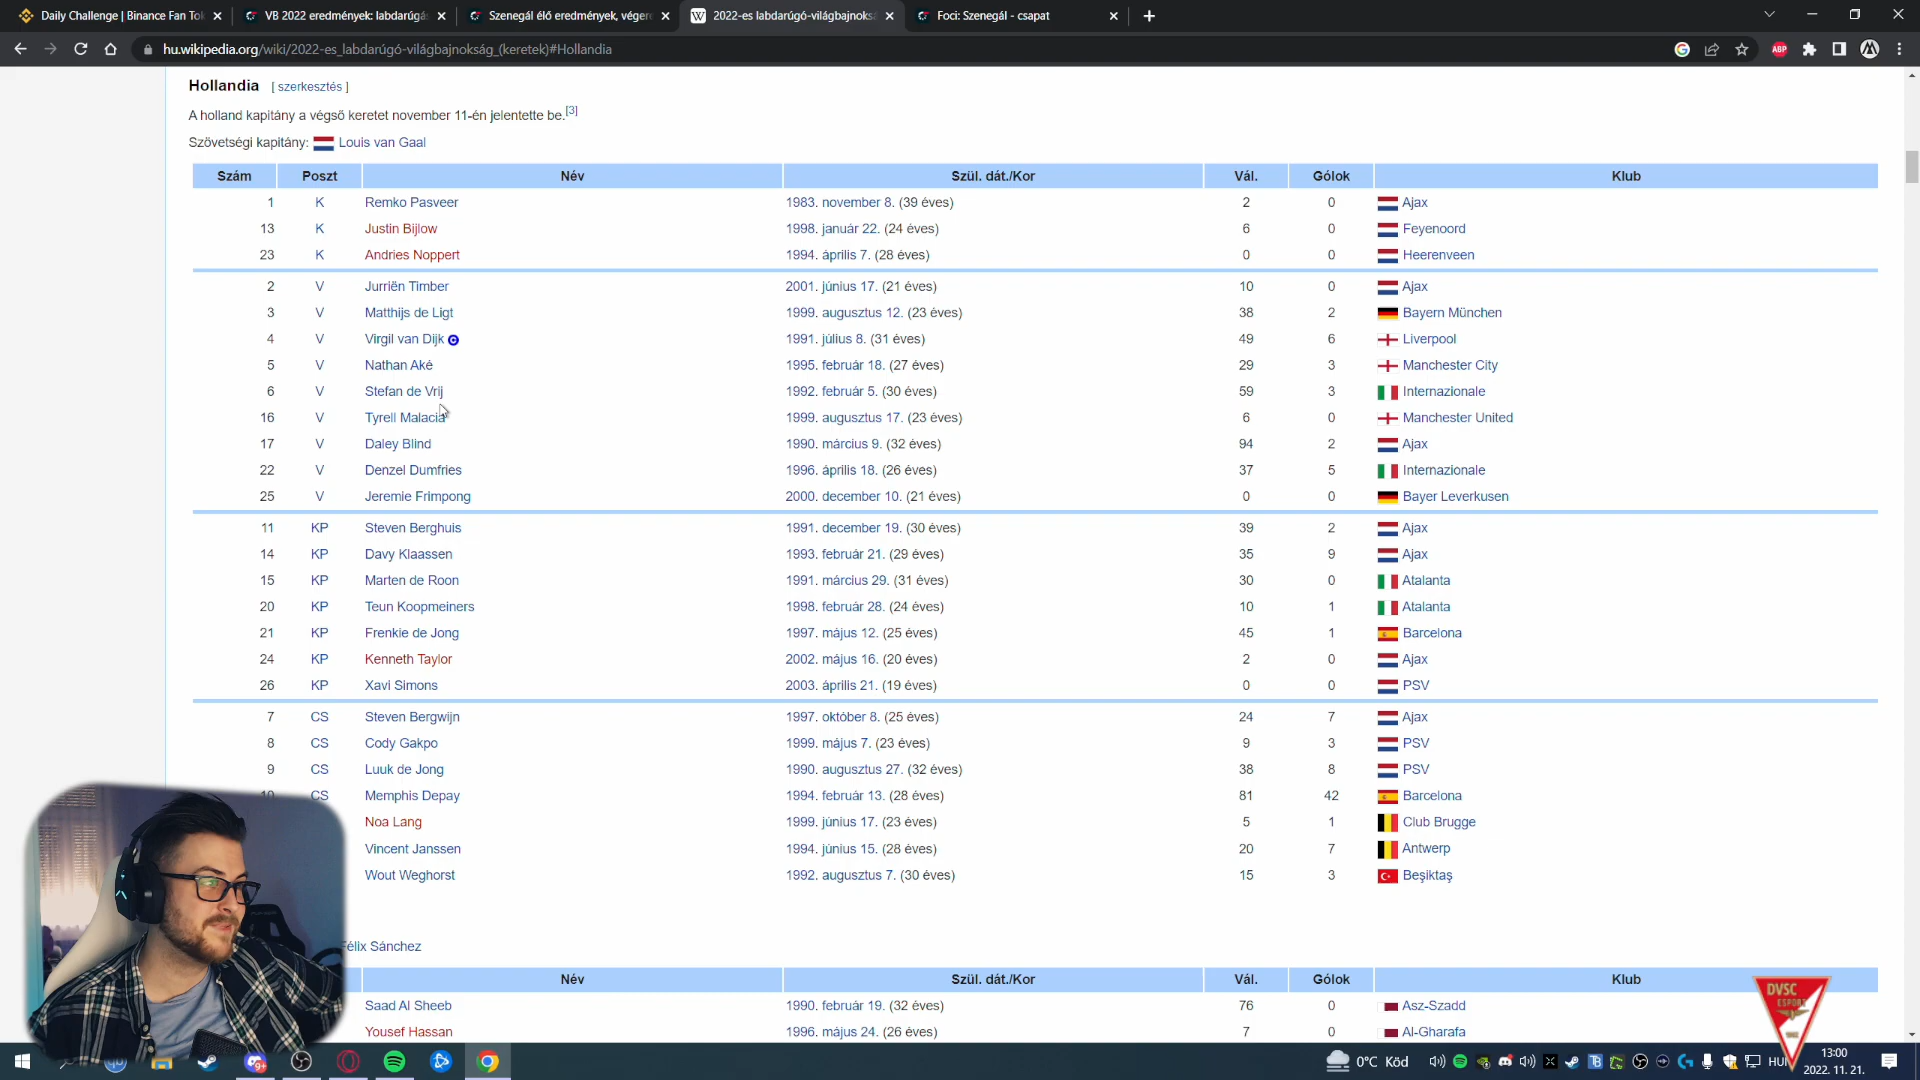 Daily Challenge | Binance Fan Tok
VB 2022 eredmények: labdarúgás
Szenegál élő eredmények, végered
2022-es labdarúgó-világbajnokság
Foci: Szenegál - csapat
hu.wikipedia.org/wiki/2022-es_labdarúgó-világbajnokság_(keretek)#Hollandia
ABP
Hollandia [ szerkesztés ]
A holland kapitány a végső keretet november 11-én jelentette be.[3]
Szövetségi kapitány: Louis van Gaal
Szám Poszt Név Szül. dát./Kor Vál. Gólok Klub
1 K Remko Pasveer 1983. november 8. (39 éves) 2 0 Ajax
13 K Justin Bijlow 1998. január 22. (24 éves) 6 0 Feyenoord
23 K Andries Noppert 1994. április 7. (28 éves) 0 0 Heerenveen
2 V Jurriën Timber 2001. június 17. (21 éves) 10 0 Ajax
3 V Matthijs de Ligt 1999. augusztus 12. (23 éves) 38 2 Bayern München
4 V Virgil van Dijk 1991. július 8. (31 éves) 49 6 Liverpool
5 V Nathan Aké 1995. február 18. (27 éves) 29 3 Manchester City
6 V Stefan de Vrij 1992. február 5. (30 éves) 59 3 Internazionale
16 V Tyrell Malacia 1999. augusztus 17. (23 éves) 6 0 Manchester United
17 V Daley Blind 1990. március 9. (32 éves) 94 2 Ajax
22 V Denzel Dumfries 1996. április 18. (26 éves) 37 5 Internazionale
25 V Jeremie Frimpong 2000. december 10. (21 éves) 0 0 Bayer Leverkusen
11 KP Steven Berghuis 1991. december 19. (30 éves) 39 2 Ajax
14 KP Davy Klaassen 1993. február 21. (29 éves) 35 9 Ajax
15 KP Marten de Roon 1991. március 29. (31 éves) 30 0 Atalanta
20 KP Teun Koopmeiners 1998. február 28. (24 éves) 10 1 Atalanta
21 KP Frenkie de Jong 1997. május 12. (25 éves) 45 1 Barcelona
24 KP Kenneth Taylor 2002. május 16. (20 éves) 2 0 Ajax
26 KP Xavi Simons 2003. április 21. (19 éves) 0 0 PSV
7 CS Steven Bergwijn 1997. október 8. (25 éves) 24 7 Ajax
8 CS Cody Gakpo 1999. május 7. (23 éves) 9 3 PSV
9 CS Luuk de Jong 1990. augusztus 27. (32 éves) 38 8 PSV
10 CS Memphis Depay 1994. február 13. (28 éves) 81 42 Barcelona
Noa Lang 1999. június 17. (23 éves) 5 1 Club Brugge
Vincent Janssen 1994. június 15. (28 éves) 20 7 Antwerp
Wout Weghorst 1992. augusztus 7. (30 éves) 15 3 Beşiktaş
Félix Sánchez
Név Szül. dát./Kor Vál. Gólok Klub
Saad Al Sheeb 1990. február 19. (32 éves) 76 0 Asz-Szadd
Yousef Hassan 1996. május 24. (26 éves) 7 0 Al-Gharafa
DVSC
ESPORT
0°C Köd
13:00
2022. 11. 21.